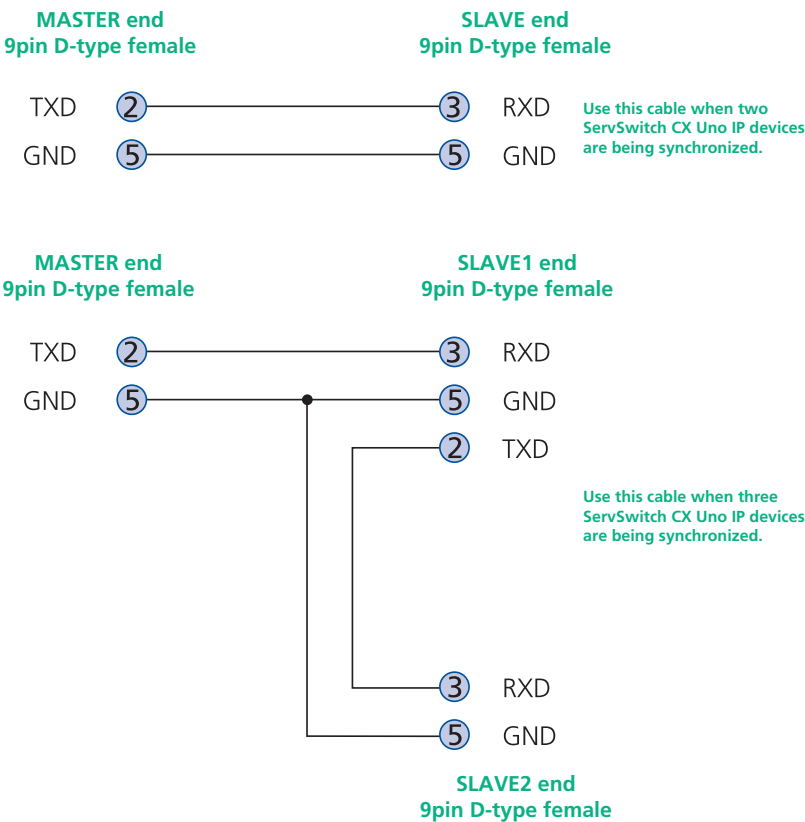 MASTER end
9pin D-type female
SLAVE end
9pin D-type female
TXD 2 3 RXD
GND 5 5 GND
Use this cable when two
ServSwitch CX Uno IP devices
are being synchronized.
MASTER end
9pin D-type female
SLAVE1 end
9pin D-type female
TXD 2 3 RXD
GND 5 5 GND
2 TXD
Use this cable when three
ServSwitch CX Uno IP devices
are being synchronized.
3 RXD
5 GND
SLAVE2 end
9pin D-type female